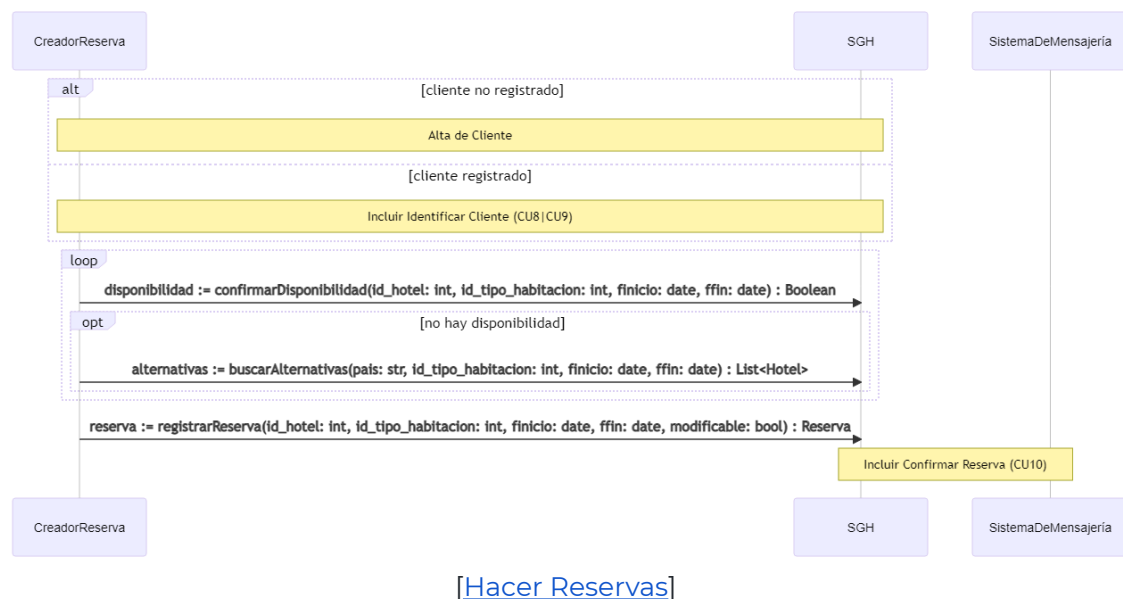 CreadorReserva
SGH
SistemaDeMensajería
alt
[cliente no registrado]
Alta de Cliente
[cliente registrado]
Incluir Identificar Cliente (CU8|CU9)
loop
disponibilidad := confirmarDisponibilidad(id_hotel: int, id_tipo_habitacion: int, finicio: date, ffin: date) : Boolean
opt
[no hay disponibilidad]
alternativas := buscarAlternativas(pais: str, id_tipo_habitacion: int, finicio: date, ffin: date) : List<Hotel>
reserva := registrarReserva(id_hotel: int, id_tipo_habitacion: int, finicio: date, ffin: date, modificable: bool) : Reserva
Incluir Confirmar Reserva (CU10)
CreadorReserva
SGH
SistemaDeMensajería
[Hacer Reservas]